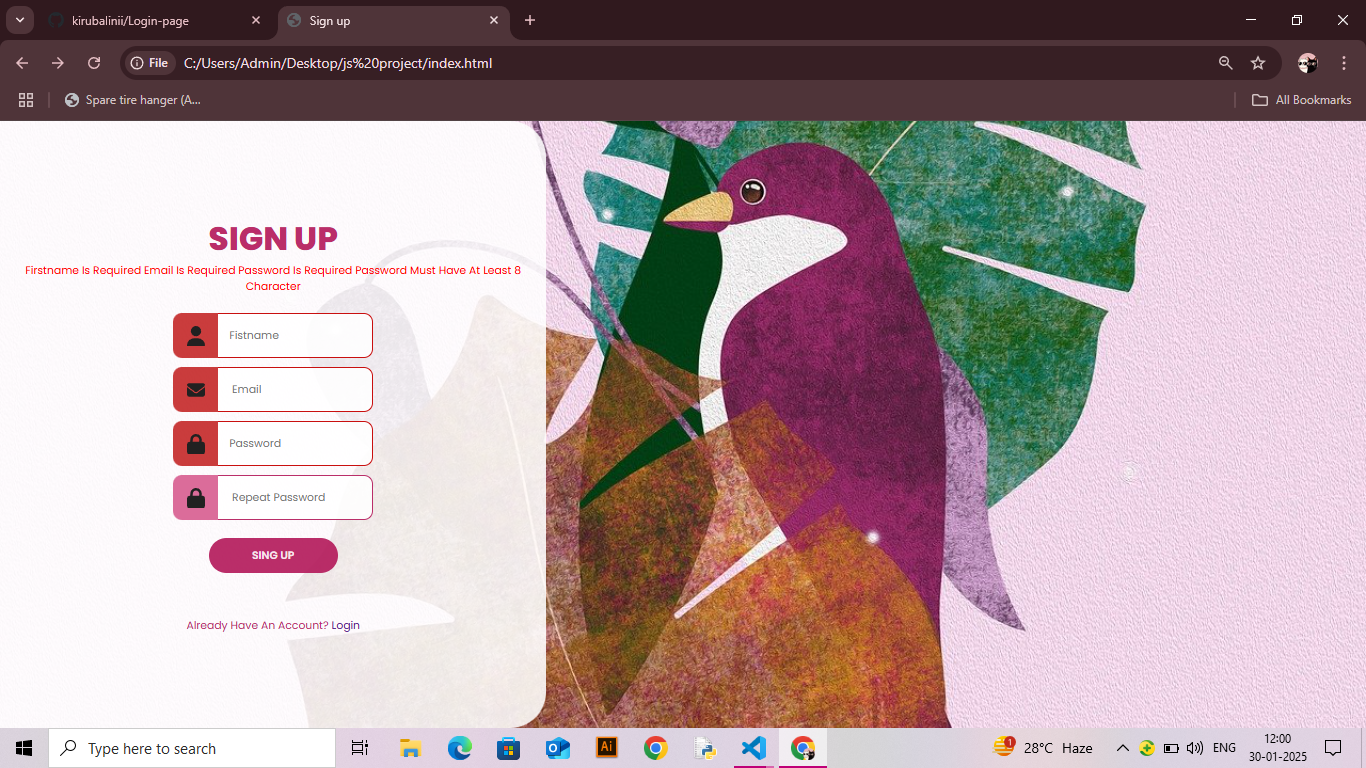 kirubalinii/Login-page
Sign up
File
C:/Users/Admin/Desktop/js%20project/index.html
Spare tire hanger (A...
All Bookmarks
SIGN UP
Firstname Is Required Email Is Required Password Is Required Password Must Have At Least 8
Character
Fistname
Email
Password
Repeat Password
SING UP
Already Have An Account? Login
Type here to search
Ai
1
28°C Haze
ENG
12:00
30-01-2025